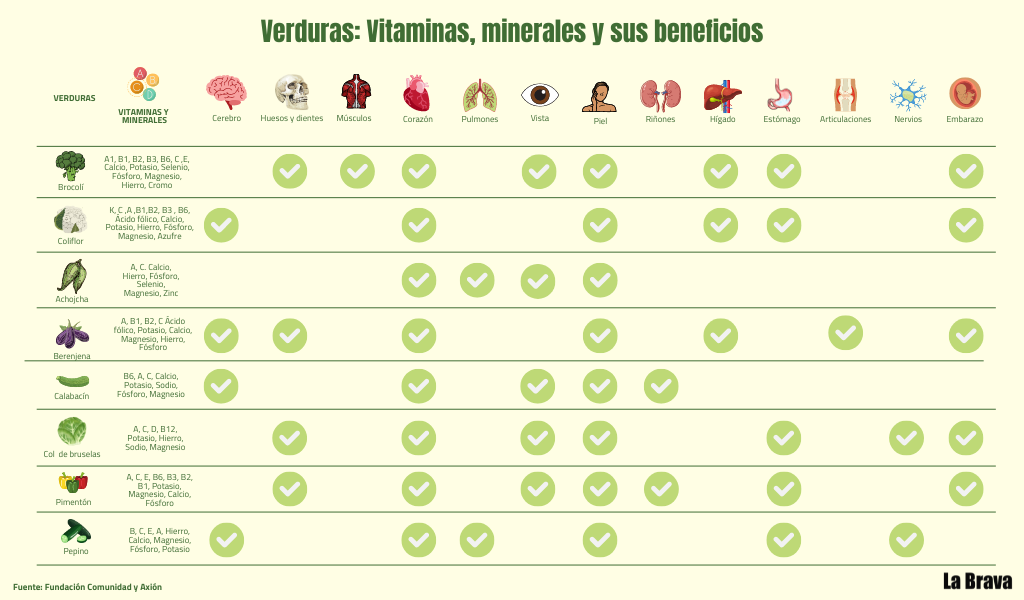 Verduras: Vitaminas, minerales y sus beneficios
VERDURAS
A
B
C
D
VITAMINAS Y
MINERALES
Cerebro
Huesos y dientes
Músculos
Corazón
Pulmones
Vista
Piel
Riñones
Hígado
Estómago
Articulaciones
Nervios
Embarazo
Brocolí
A1, B1, B2, B3, B6, C ,E,
Calcio, Potasio, Selenio,
Fósforo, Magnesio,
Hierro, Cromo
Coliflor
K, C ,A ,B1,B2, B3 , B6,
Ácido fólico, Calcio,
Potasio, Hierro, Fósforo,
Magnesio, Azufre
Achojcha
A, C. Calcio,
Hierro, Fósforo,
Selenio,
Magnesio, Zinc
Berenjena
A, B1, B2, C Ácido
fólico, Potasio, Calcio,
Magnesio, Hierro,
Fósforo
Calabacín
B6, A, C, Calcio,
Potasio, Sodio,
Fósforo, Magnesio
Col de bruselas
A, C, D, B12,
Potasio, Hierro,
Sodio, Magnesio
Pimentón
A, C, E, B6, B3, B2,
B1, Potasio,
Magnesio, Calcio,
Fósforo
Pepino
B, C, E, A, Hierro,
Calcio, Magnesio,
Fósforo, Potasio
Fuente: Fundación Comunidad y Axión
La Brava